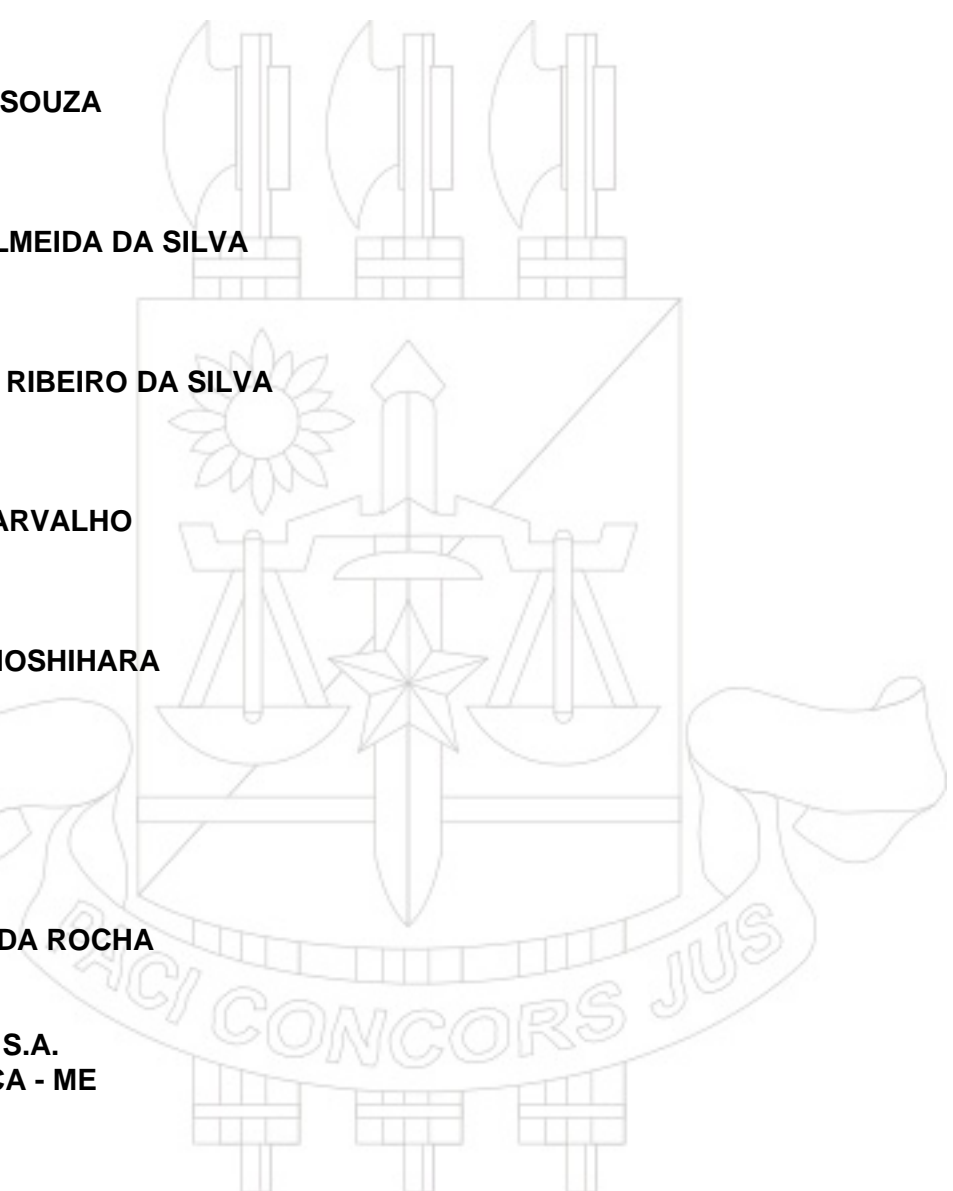 SOUZA
LMEIDA DA SILVA
RIBEIRO DA SILVA
ARVALHO
IOSHIHARA
DA ROCHA
PACI CONCORS JUS
S.A.
CA - ME